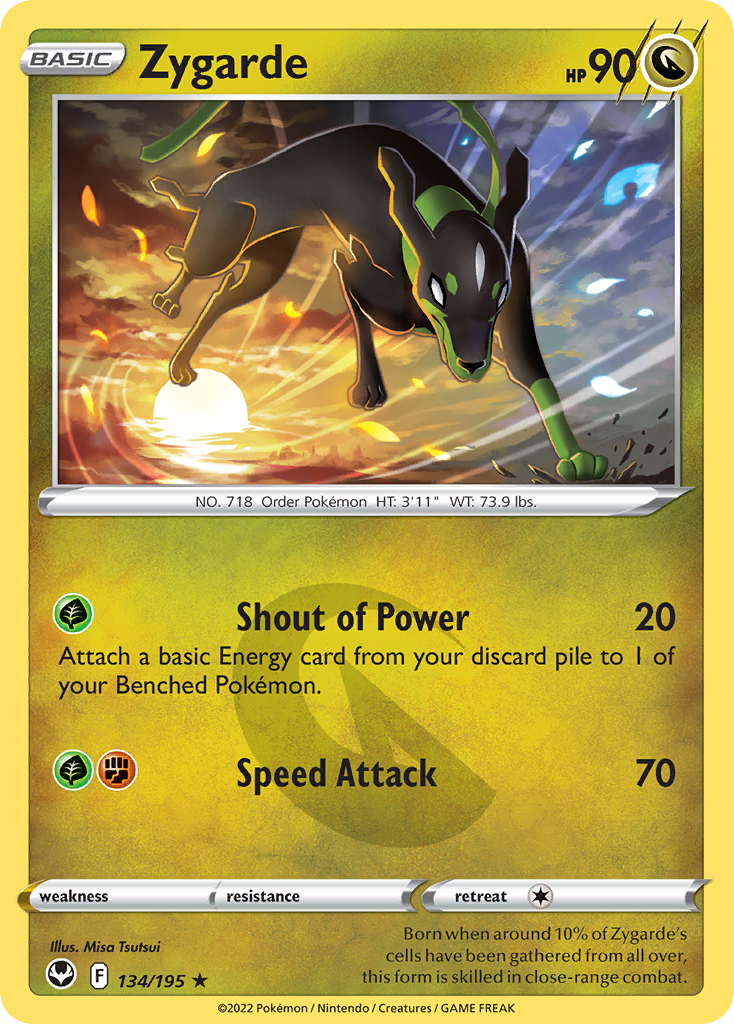 BASIC Zygarde HP 90
NO. 718 Order Pokémon HT: 3'11" WT: 73.9 lbs.
Shout of Power 20
Attach a basic Energy card from your discard pile to 1 of
your Benched Pokémon.
Speed Attack 70
weakness resistance retreat
Illus. Misa Tsutsui
F 134/195 ★
Born when around 10% of Zygarde's
cells have been gathered from all over,
this form is skilled in close-range combat.
©2022 Pokémon / Nintendo / Creatures / GAME FREAK